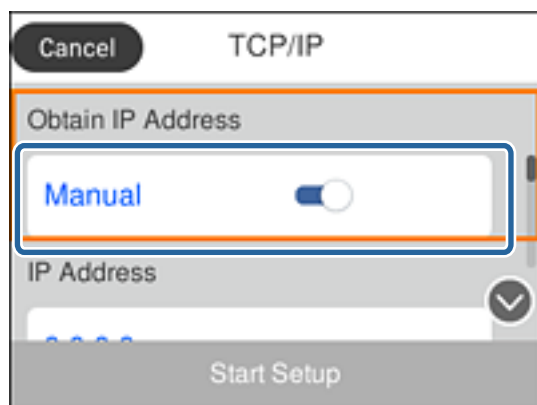 Cancel
TCP/IP
Obtain IP Address
Manual
IP Address
Start Setup